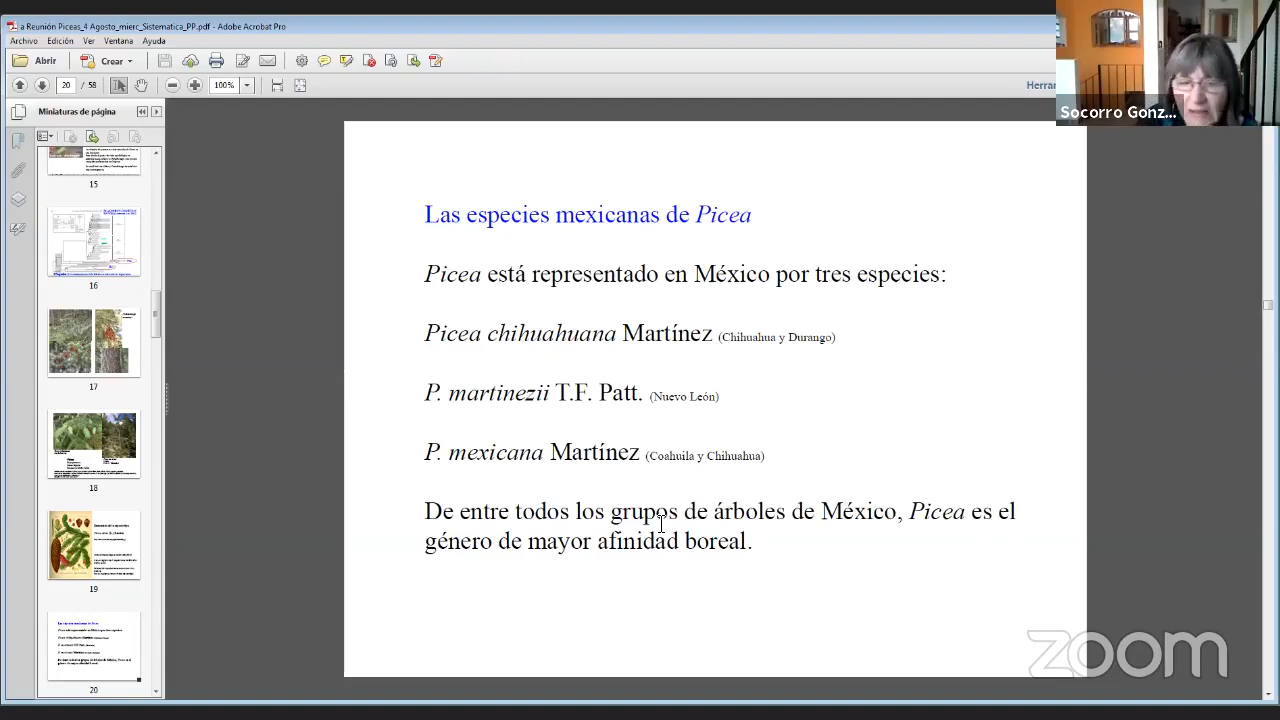 a Reunión Piceas_4 Agosto_mierc_Sistematica_PP.pdf - Adobe Acrobat Pro
Archivo Edición Ver Ventana Ayuda
Abrir Crear
20 / 58 100% Herrar
Miniaturas de página
15
16
17
18
19
20
Las especies mexicanas de Picea
Picea está representado en México por tres especies:
Picea chihuahuana Martínez (Chihuahua y Durango)
P. martinezii T.F. Patt. (Nuevo León)
P. mexicana Martínez (Coahuila y Chihuahua)
De entre todos los grupos de árboles de México, Picea es el
género de mayor afinidad boreal.
Socorro Gonz...
zoom